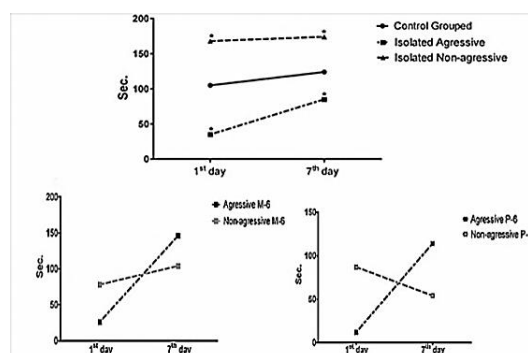 Control Grouped
Isolated Agressive
Isolated Non-agressive
Sec.
200
150
100
50
0
*
*
*
*
1st day
7th day
Agressive M-6
Non-agressive M-6
Sec.
200
150
100
50
0
1st day
7th day
Agressive P-6
Non-agressive P-
Sec.
150
100
50
0
1st day
7th day